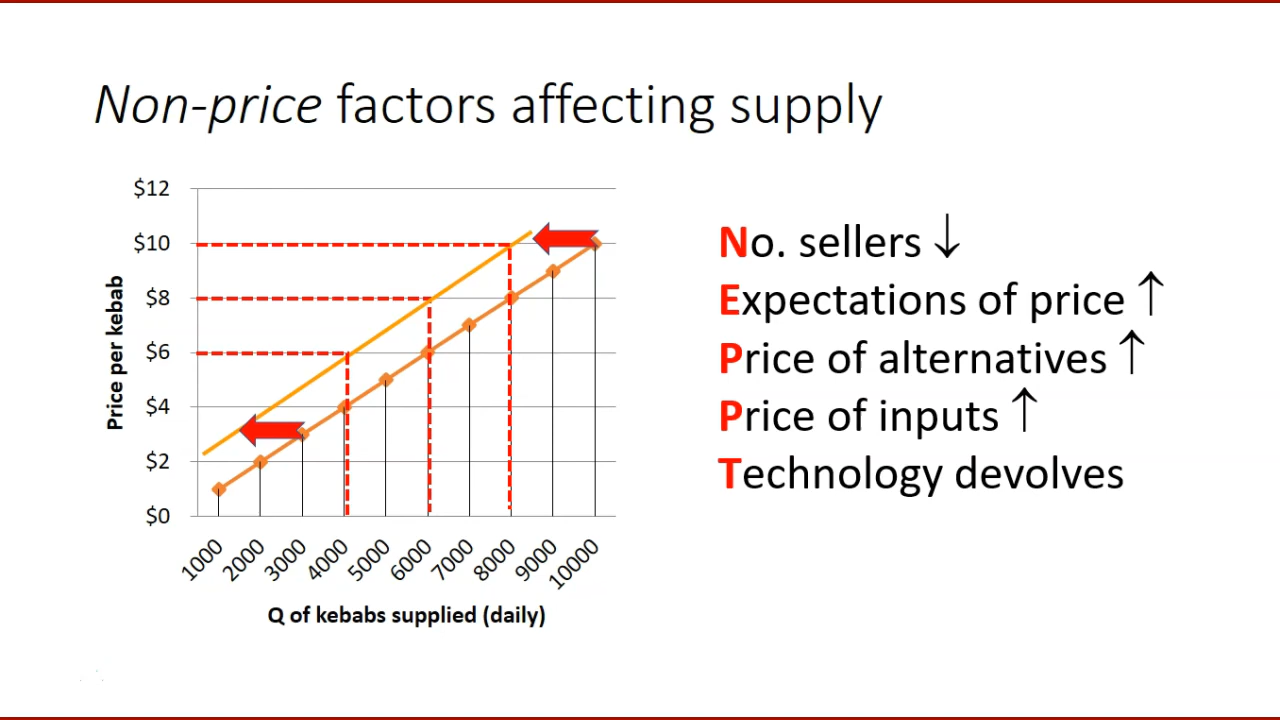 Non-price factors affecting supply
$12
$10
$8
$6
$4
$2
$0
Price per kebab
1000
2000
3000
4000
5000
6000
7000
8000
9000
10000
Q of kebabs supplied (daily)
No. sellers ↓
Expectations of price ↑
Price of alternatives ↑
Price of inputs ↑
Technology devolves